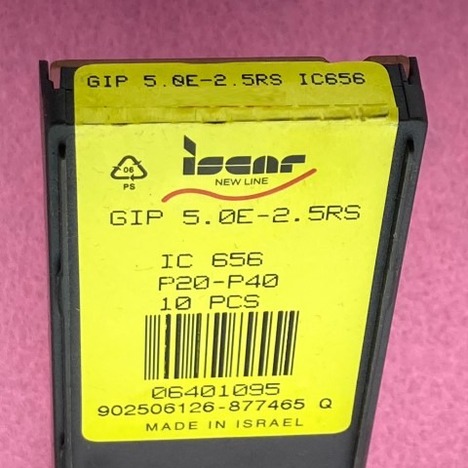 GIP 5.0E-2.5RS IC656
iscar
NEW LINE
06
PS
GIP 5.0E-2.5RS
IC 656
P20-P40
10 PCS
06401095
902506126-877465 Q
MADE IN ISRAEL